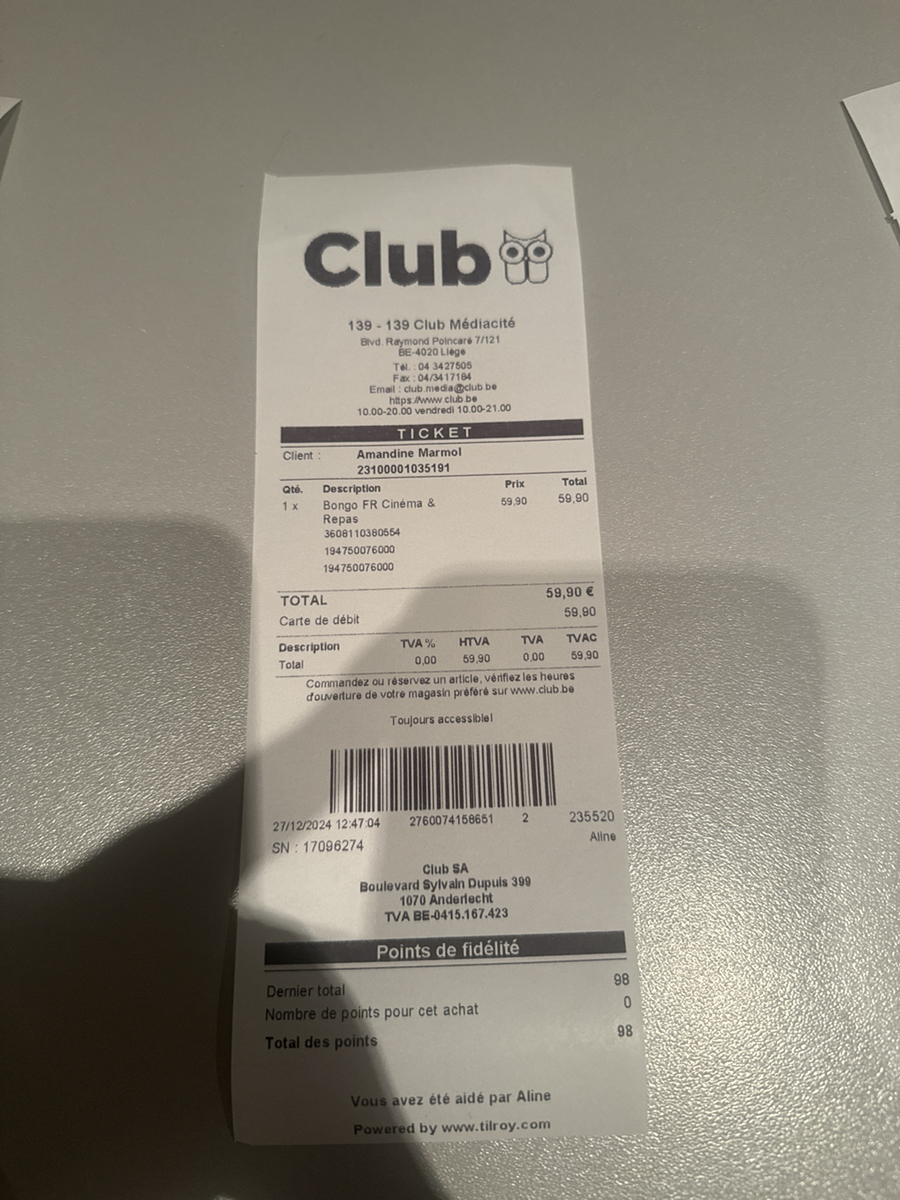 Club
139 - 139 Club Médiacité
Blvd. Raymond Poincaré 7/121
BE-4020 Liège
Tél. : 04 3427505
Fax : 04/3417184
Email : club.media@club.be
https://www.club.be
10.00-20.00 vendredi 10.00-21.00
TICKET
Client : Amandine Marmol
23100001035191
Qté. Description Prix Total
1 x Bongo FR Cinéma & 59,90 59,90
Repas
3608110380554
194750076000
194750076000
TOTAL 59,90 €
Carte de débit 59,90
Description TVA % HTVA TVA TVAC
Total 0,00 59,90 0,00 59,90
Commandez ou réservez un article, vérifiez les heures
d'ouverture de votre magasin préféré sur www.club.be
Toujours accessible!
27/12/2024 12:47:04 2760074158651 2 235520
SN : 17096274 Aline
Club SA
Boulevard Sylvain Dupuis 399
1070 Anderlecht
TVA BE-0415.167.423
Points de fidélité
Dernier total 98
Nombre de points pour cet achat 0
Total des points 98
Vous avez été aidé par Aline
Powered by www.tilroy.com